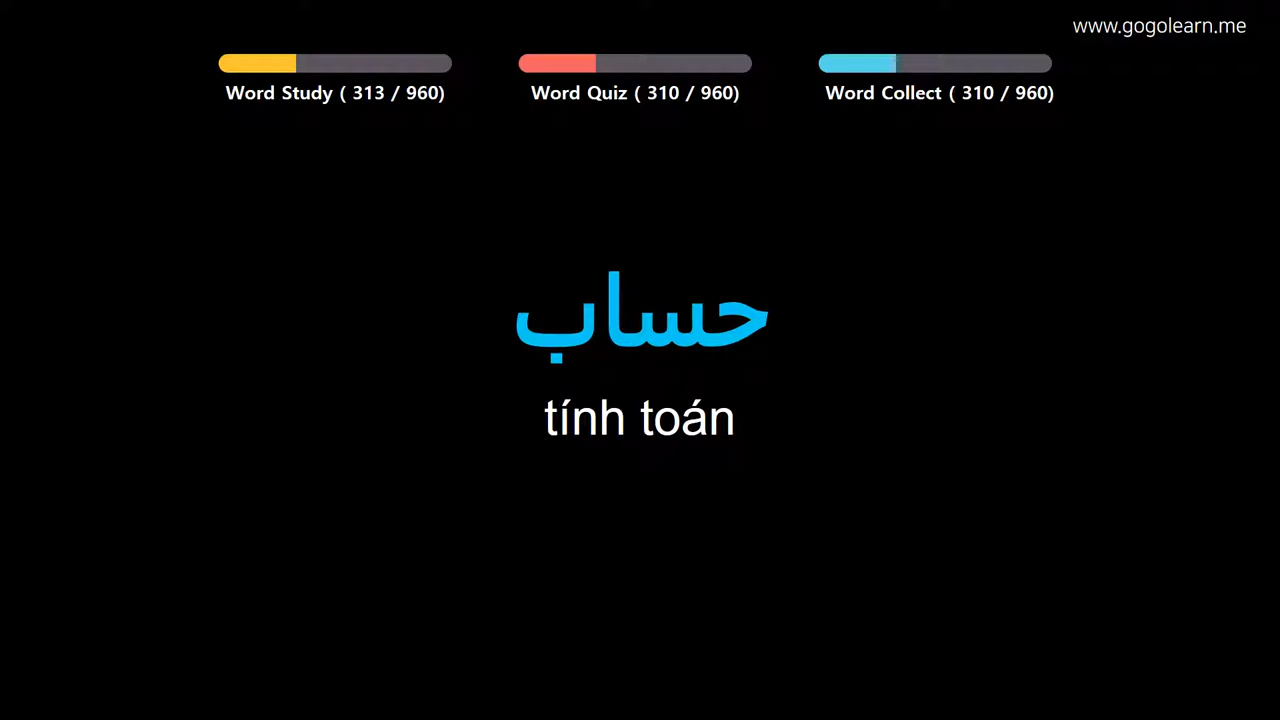 www.gogolearn.me
Word Study ( 313 / 960)
Word Quiz ( 310 / 960)
Word Collect ( 310 / 960)
حساب
tính toán